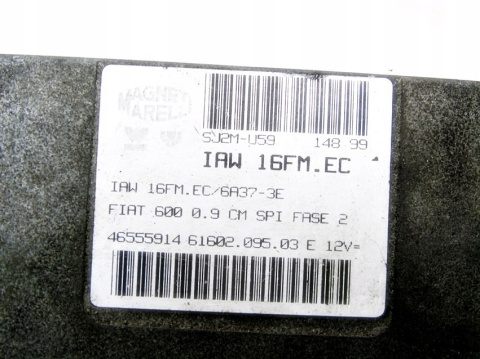 MAGNETI
MARELLI
SJ2M-U59 148 99
IAW 16FM.EC
IAW 16FM.EC/6A37-3E
FIAT 600 0.9 CM SPI FASE 2
46555914 61602.095.03 E 12V=